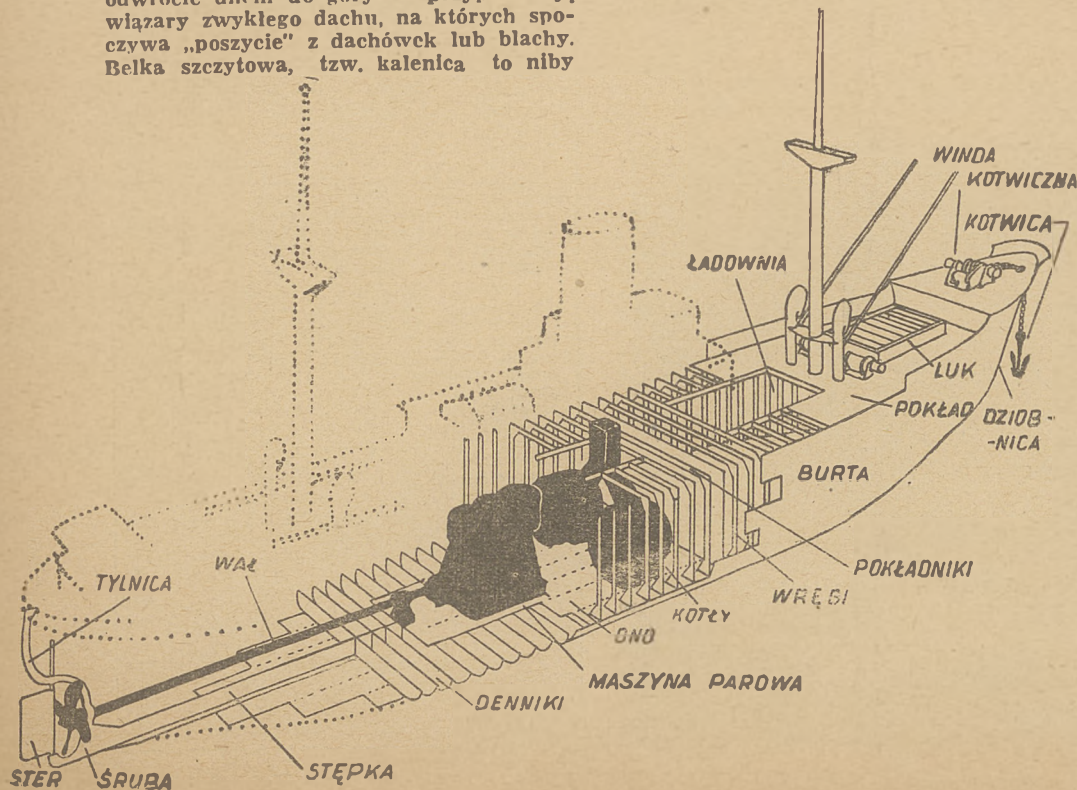 wiązary zwykłego dachu, na których spo-
czywa „poszycie" z dachówek lub blachy.
Belka szczytowa, tzw. kalenica to niby
WINDA
KOTWICZNA
KOTWICA
ŁADOWNIA
LUK
POKŁAD
DZIOB-
-NICA
BURTA
POKŁADNIKI
WRĘGI
KOTŁY
DNO
MASZYNA PAROWA
DENNIKI
WAŁ
TYLNICA
STĘPKA
STER
ŚRUBA